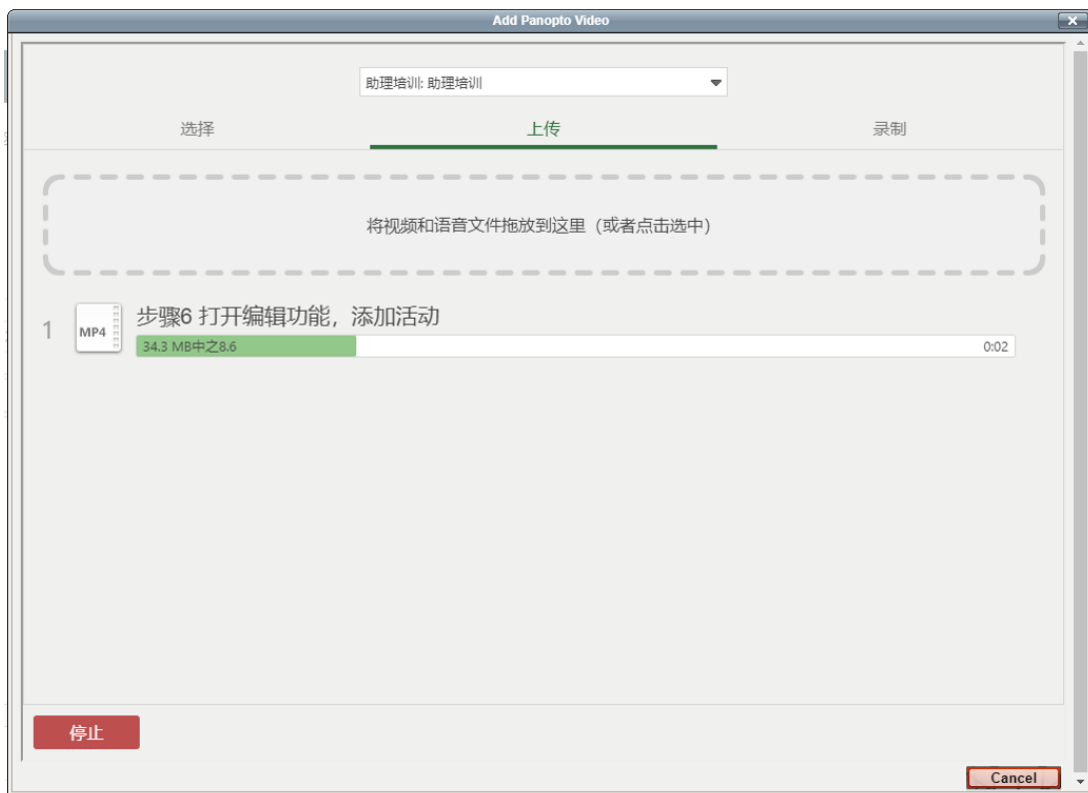 Add Panopto Video
助理培训: 助理培训
选择
上传
录制
将视频和语音文件拖放到这里（或者点击选中）
1
MP4
步骤6 打开编辑功能，添加活动
34.3 MB中之8.6
0:02
停止
Cancel